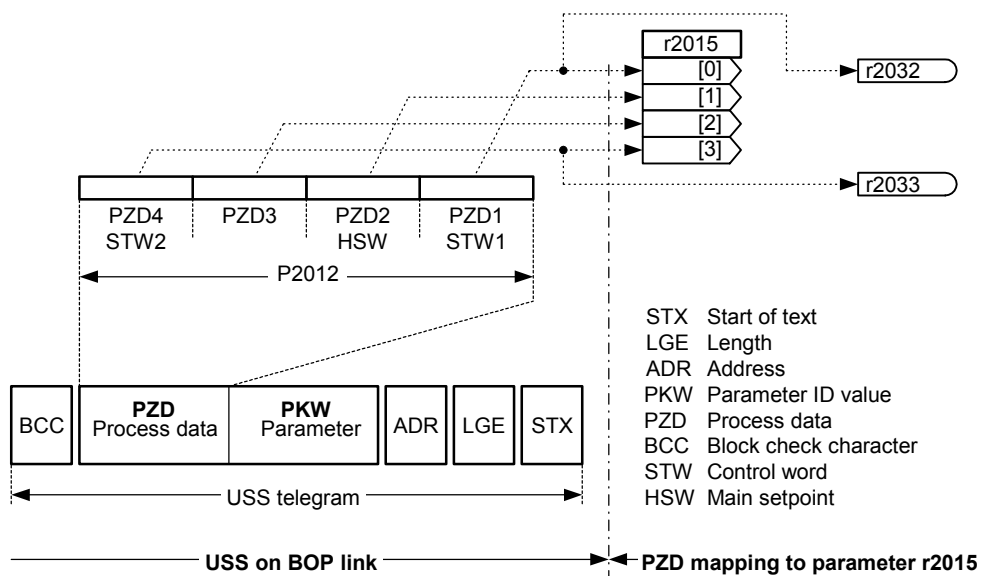 r2015
[0]
r2032
[1]
[2]
[3]
r2033
PZD4 PZD3 PZD2 PZD1
STW2 HSW STW1
P2012
STX Start of text
LGE Length
ADR Address
PKW Parameter ID value
PZD Process data
BCC Block check character
STW Control word
HSW Main setpoint
BCC
PZD
Process data
PKW
Parameter
ADR
LGE
STX
USS telegram
USS on BOP link
PZD mapping to parameter r2015